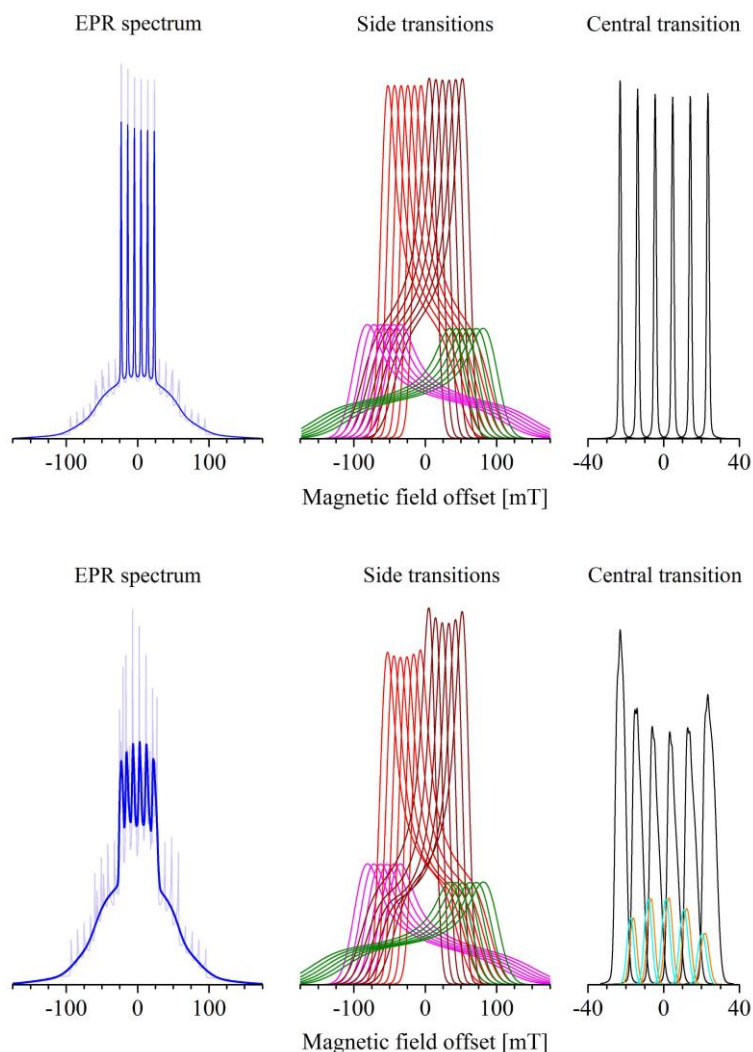 EPR spectrum Side transitions Central transition
-100 0 100 -100 0 100 -40 0 40
Magnetic field offset [mT]
EPR spectrum Side transitions Central transition
-100 0 100 -100 0 100 -40 0 40
Magnetic field offset [mT]